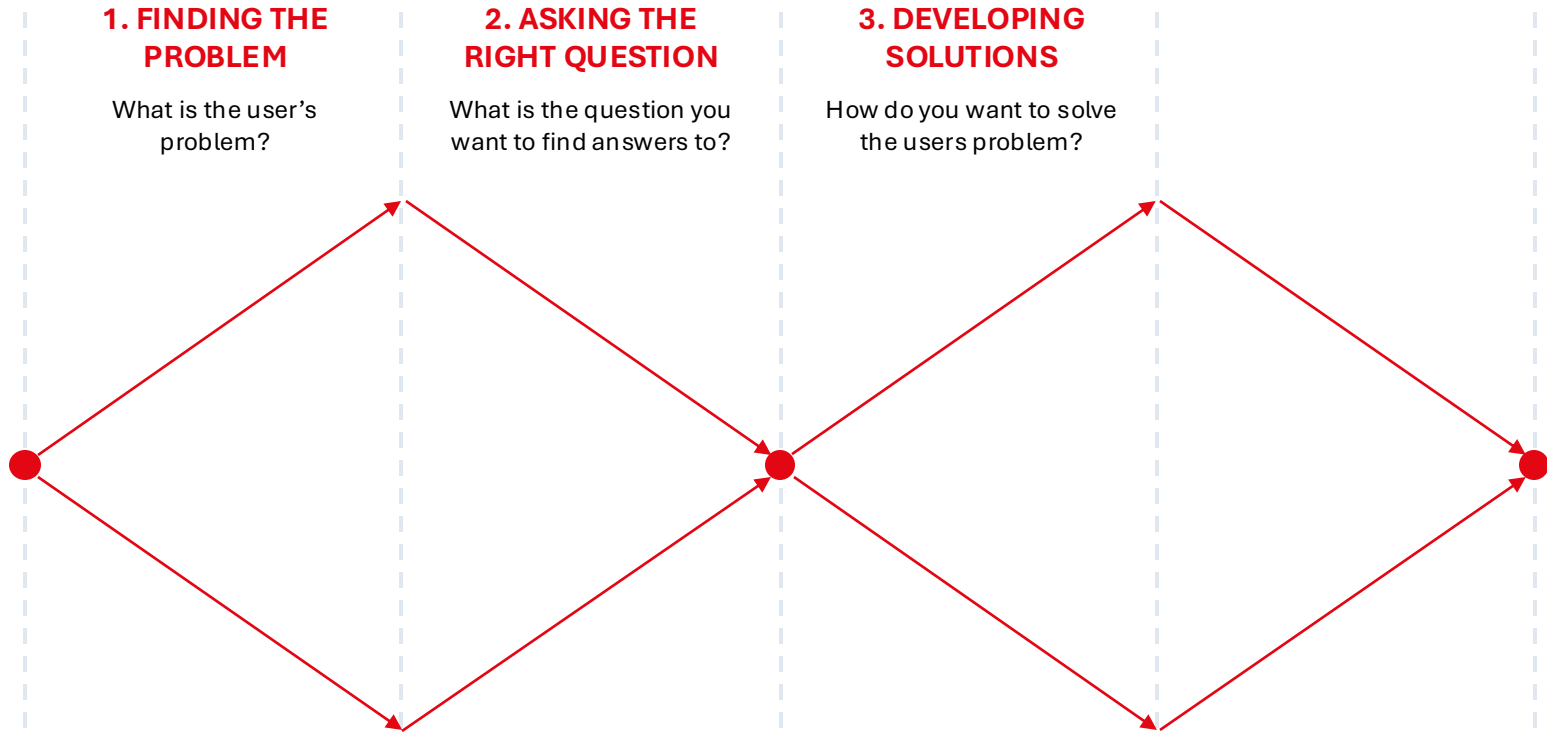 1. FINDING THE
PROBLEM
What is the user’s
problem?
2. ASKING THE
RIGHT QUESTION
What is the question you
want to find answers to?
3. DEVELOPING
SOLUTIONS
How do you want to solve
the users problem?